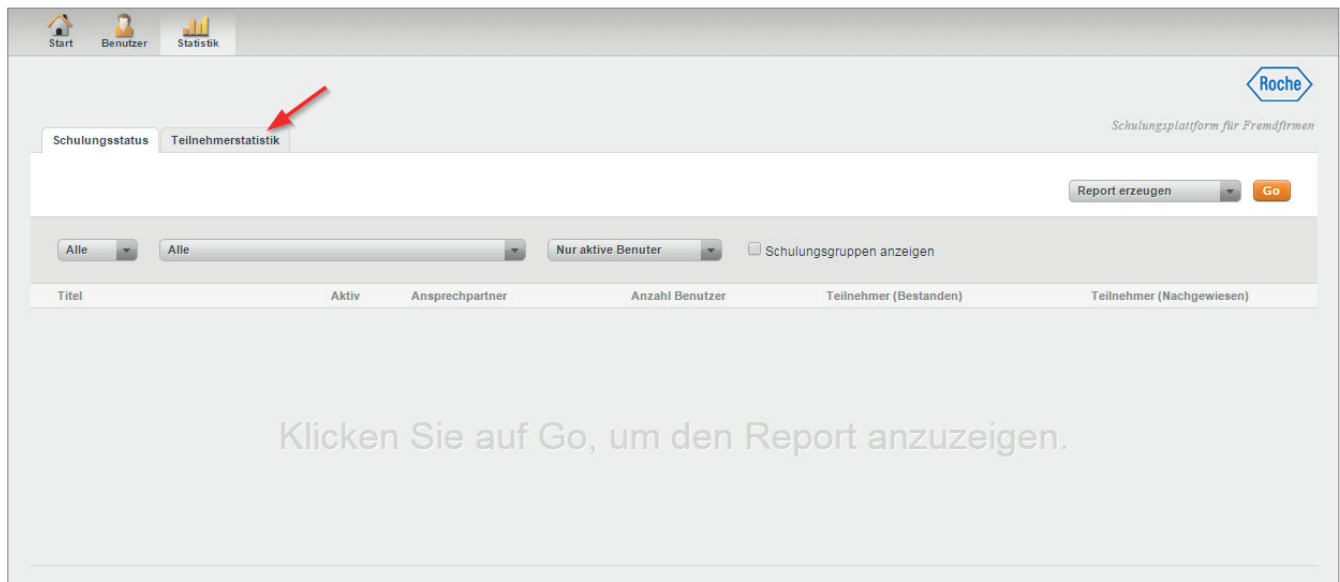 Start Benutzer Statistik
Roche
Schulungsplattform für Fremdfirmen
Schulungsstatus Teilnehmerstatistik
Report erzeugen Go
Alle Alle Nur aktive Benuter Schulungsgruppen anzeigen
Titel Aktiv Ansprechpartner Anzahl Benutzer Teilnehmer (Bestanden) Teilnehmer (Nachgewiesen)
Klicken Sie auf Go, um den Report anzuzeigen.